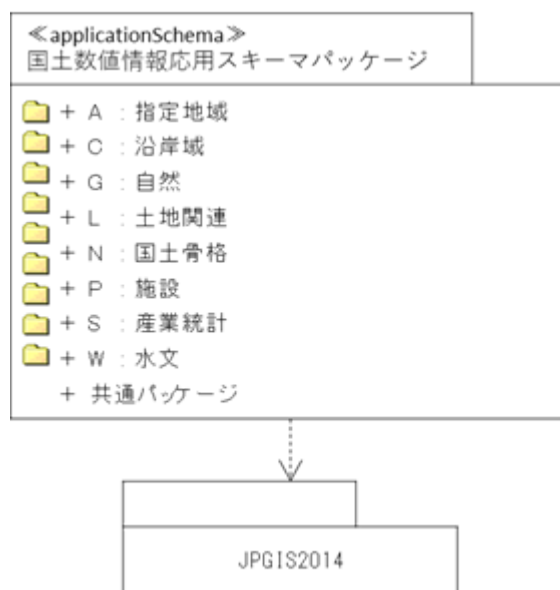 ≪applicationSchema≫
国土数値情報応用スキーマパッケージ
+ A : 指定地域
+ C : 沿岸域
+ G : 自然
+ L : 土地関連
+ N : 国土骨格
+ P : 施設
+ S : 産業統計
+ W : 水文
+ 共通パッケージ
JPGIS2014